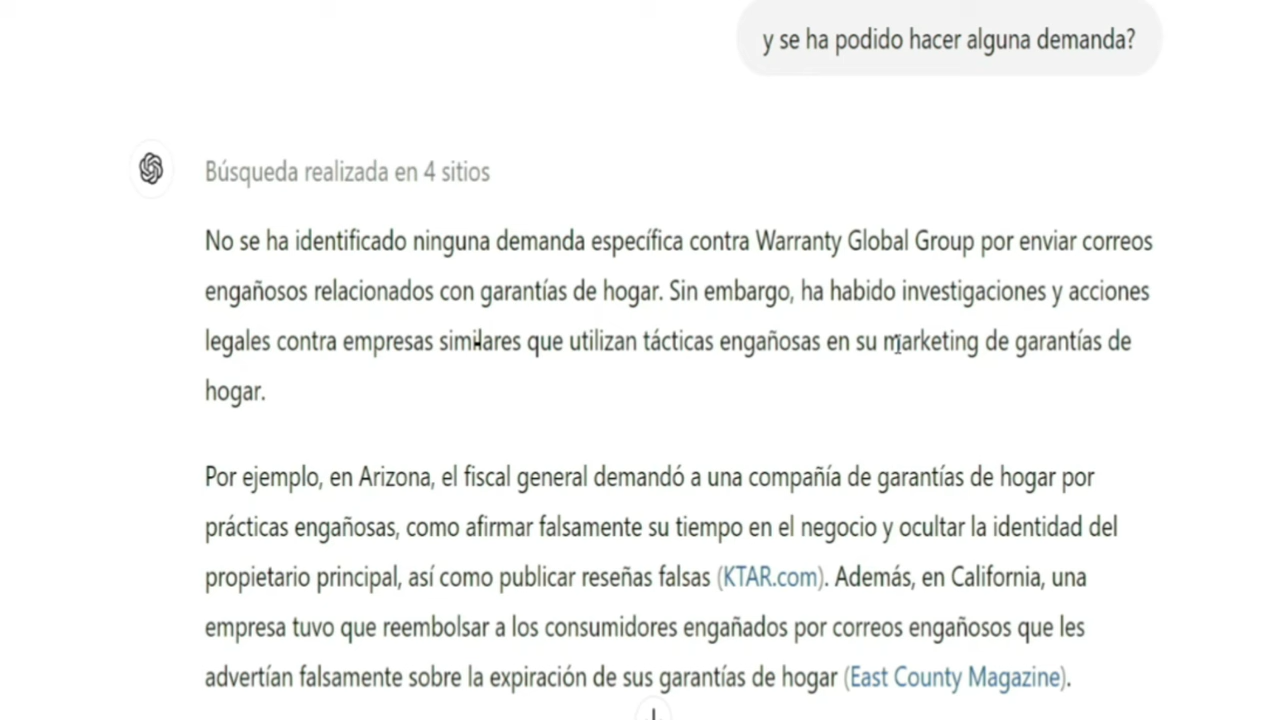 y se ha podido hacer alguna demanda?
Búsqueda realizada en 4 sitios
No se ha identificado ninguna demanda específica contra Warranty Global Group por enviar correos
engañosos relacionados con garantías de hogar. Sin embargo, ha habido investigaciones y acciones
legales contra empresas similares que utilizan tácticas engañosas en su marketing de garantías de
hogar.
Por ejemplo, en Arizona, el fiscal general demandó a una compañía de garantías de hogar por
prácticas engañosas, como afirmar falsamente su tiempo en el negocio y ocultar la identidad del
propietario principal, así como publicar reseñas falsas (KTAR.com). Además, en California, una
empresa tuvo que reembolsar a los consumidores engañados por correos engañosos que les
advertían falsamente sobre la expiración de sus garantías de hogar (East County Magazine).